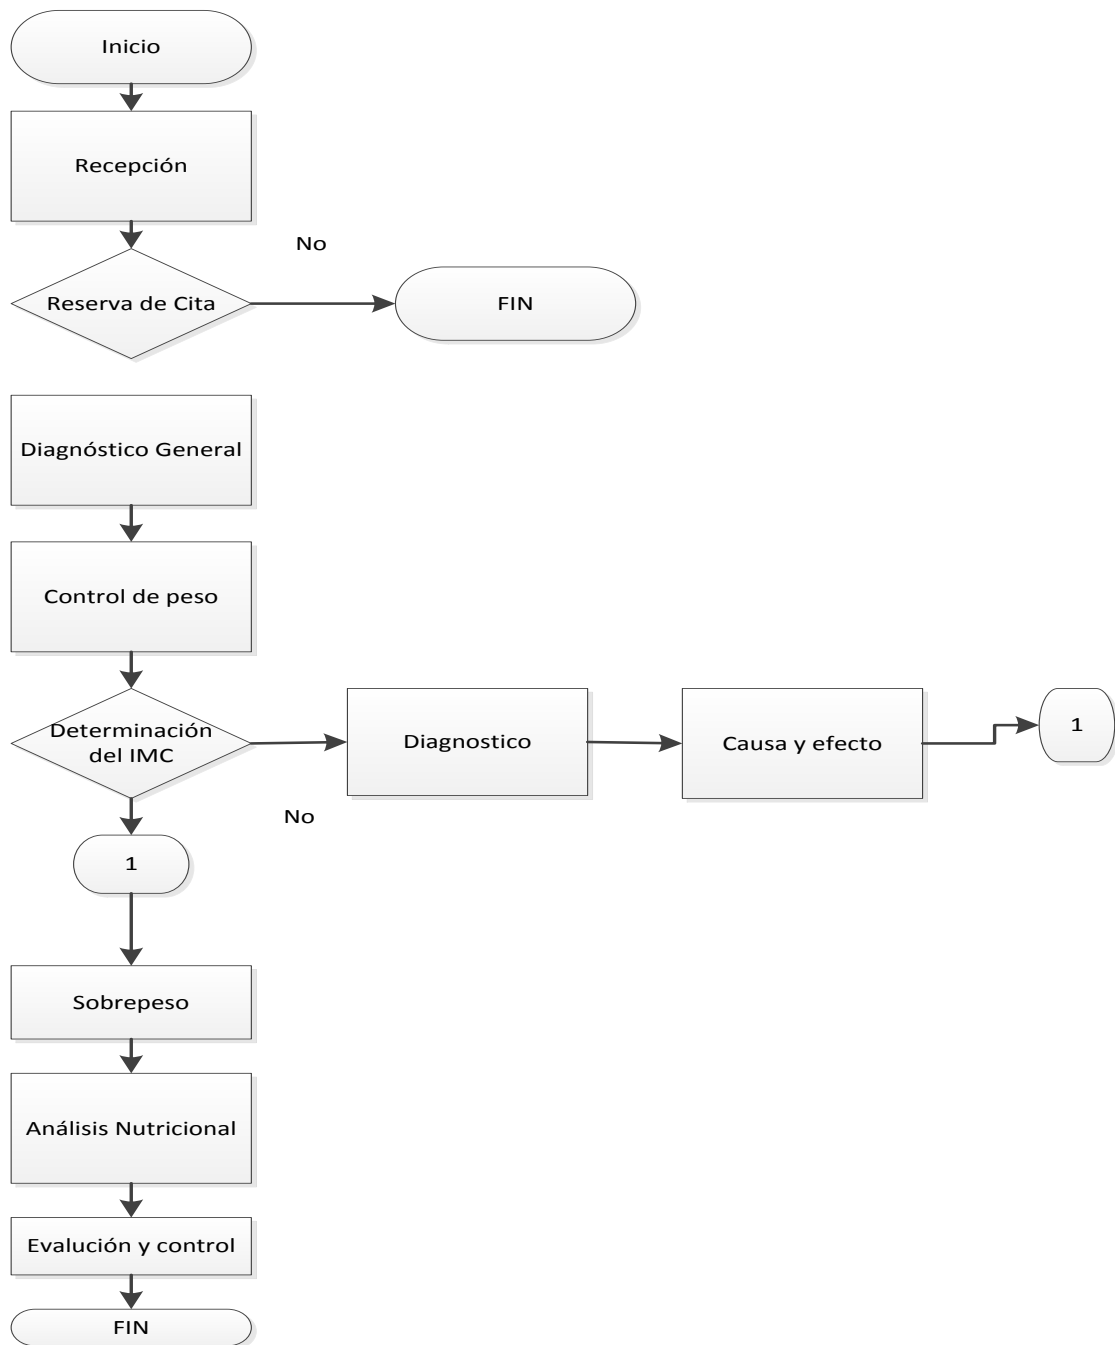 Inicio
Recepción
No
Reserva de Cita
FIN
Diagnóstico General
Control de peso
Determinación
del IMC
Diagnostico
Causa y efecto
1
No
1
Sobrepeso
Análisis Nutricional
Evalución y control
FIN